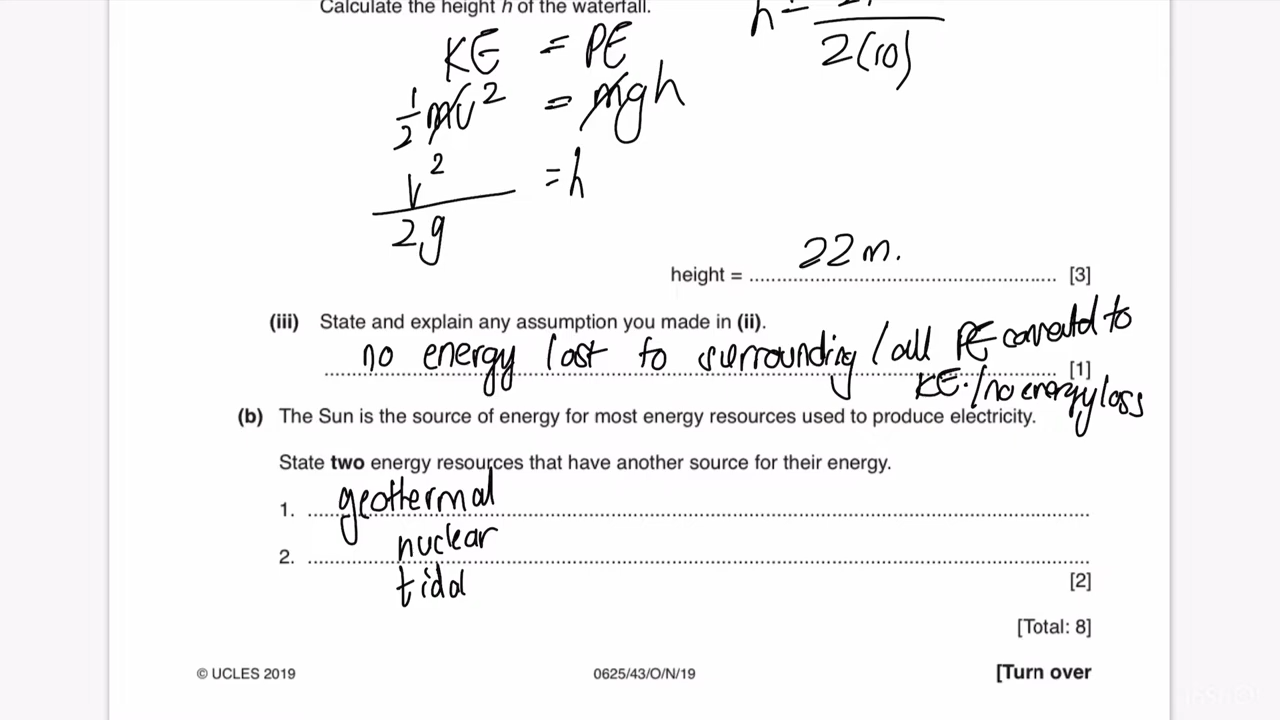 Calculate the height h of the waterfall.
h =
2(10)
KE = PE
1/2 mv² = mgh
v²/2g = h
height = 22 m. [3]
(iii) State and explain any assumption you made in (ii).
no energy lost to surrounding / all PE converted to
KE. / no energy loss
[1]
(b) The Sun is the source of energy for most energy resources used to produce electricity.
State two energy resources that have another source for their energy.
1. geothermal
2. nuclear
tidal
[2]
[Total: 8]
© UCLES 2019
0625/43/O/N/19
[Turn over